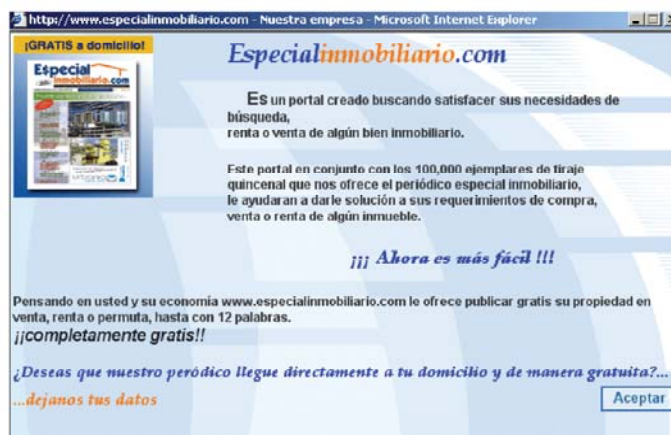 http://www.especialinmobiliario.com - Nuestra empresa - Microsoft Internet Explorer
¡GRATIS a domicilio!
Especial
inmobiliario.com
Especialinmobiliario.com
Es un portal creado buscando satisfacer sus necesidades de
búsqueda,
renta o venta de algún bien inmobiliario.
Este portal en conjunto con los 100,000 ejemplares de tiraje
quincenal que nos ofrece el periódico especial inmobiliario,
le ayudaran a darle solución a sus requerimientos de compra,
venta o renta de algún inmueble.
¡¡¡ Ahora es más fácil !!!
Pensando en usted y su economía www.especialinmobiliario.com le ofrece publicar gratis su propiedad en
venta, renta o permuta, hasta con 12 palabras.
¡¡completamente gratis!!
¿Deseas que nuestro peródico llegue directamente a tu domicilio y de manera gratuita?...
...dejanos tus datos
Aceptar